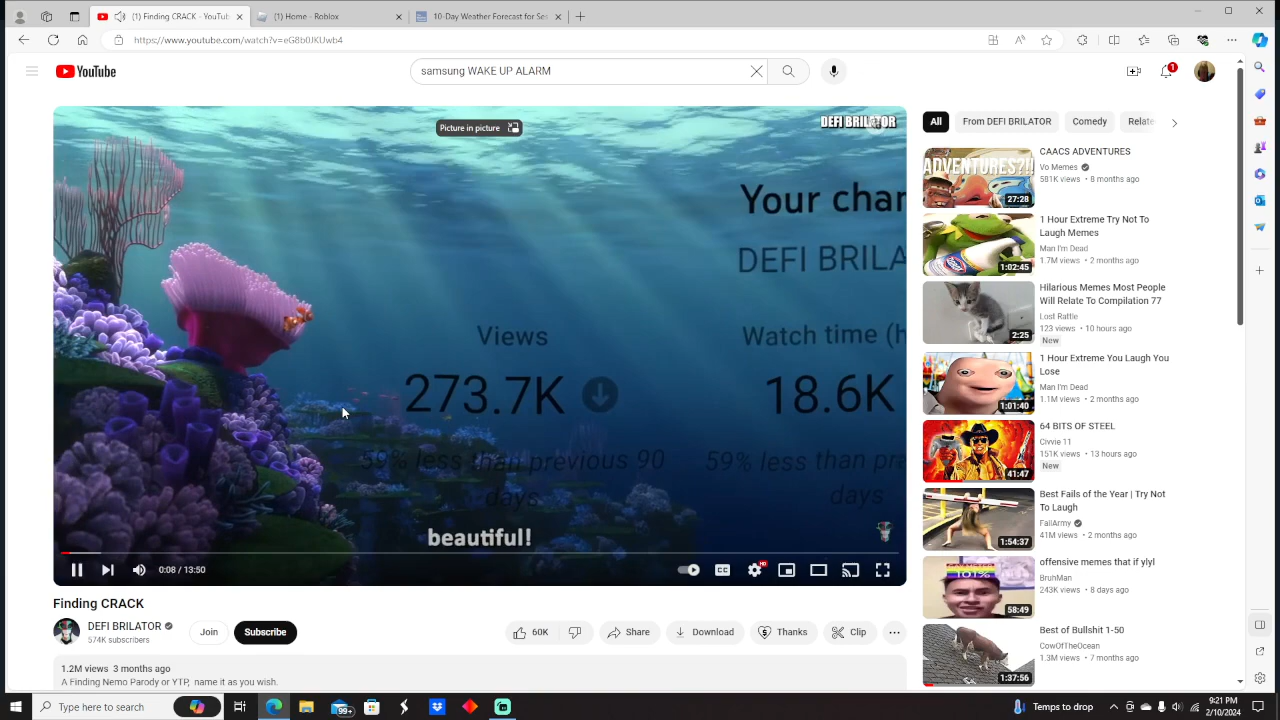 (1) Finding CRACK - YouTub
(1) Home - Roblox
10-Day Weather Forecast for Se
https://www.youtube.com/watch?v=eG8b0JKUwb4
YouTube
samsung WAKE UP ALARM
1
Picture in picture
DEFI BRILATOR
Your chan
DEFI BRILA
Views
Watch time (h
273.7K
18.6K
less than previous 90
59% less than pre
days
beautiful!
0:08 / 13:50
HD
Finding CRACK
DEFI BRILATOR
574K subscribers
Join
Subscribe
60K
Share
Download
Thanks
Clip
1.2M views 3 months ago
A Finding Nemo Parody or YTP, name it as you wish.
All
From DEFI BRILATOR
Comedy
Relate
ADVENTURES?!!
27:28
CAACS ADVENTURES
Vo Memes
581K views • 8 months ago
1:02:45
1 Hour Extreme Try Not To
Laugh Memes
Man I'm Dead
1.7M views • 2 months ago
2:25
Hilarious Memes Most People
Will Relate To Compilation 77
Lost Rattle
123 views • 10 hours ago
New
1:01:40
1 Hour Extreme You Laugh You
Lose
Man I'm Dead
1.1M views • 2 months ago
41:47
64 BITS OF STEEL
Civvie 11
151K views • 13 hours ago
New
1:54:37
Best Fails of the Year | Try Not
To Laugh
FailArmy
41M views • 2 months ago
58:49
offensive memes that if yiyl
BruhMan
243K views • 8 days ago
1:37:56
Best of Bullshit 1-50
CowOfTheOcean
1.3M views • 7 months ago
Type here to search
99+
Temps to drop
9:21 PM
2/10/2024